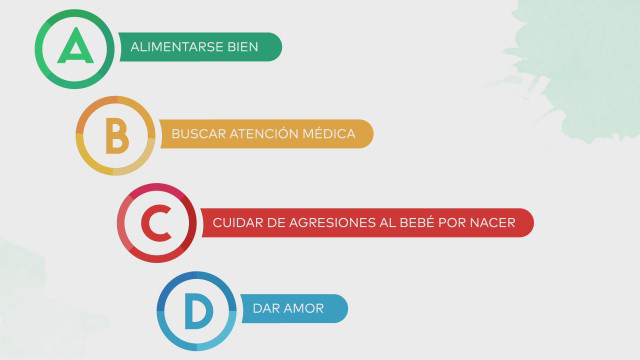 A ALIMENTARSE BIEN
B BUSCAR ATENCIÓN MÉDICA
C CUIDAR DE AGRESIONES AL BEBÉ POR NACER
D DAR AMOR